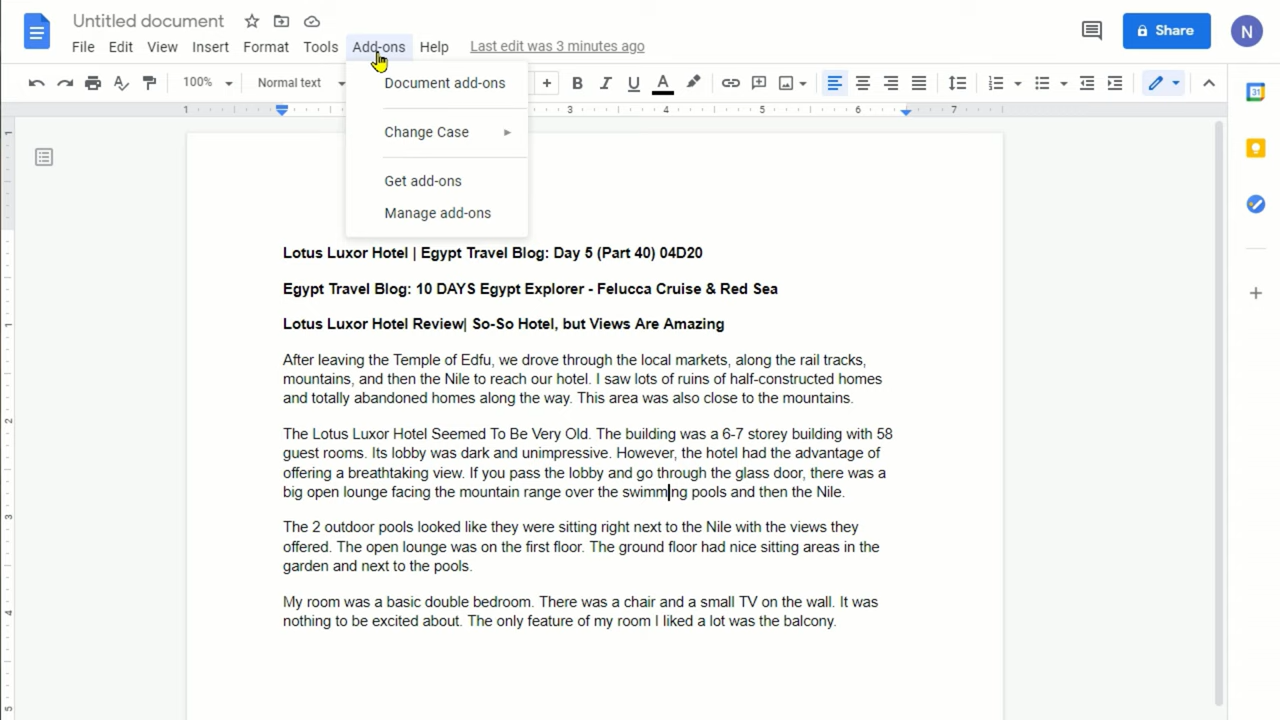 Untitled document
File Edit View Insert Format Tools Add-ons Help Last edit was 3 minutes ago
Share
N
100% Normal text + B I U A
Document add-ons
Change Case
Get add-ons
Manage add-ons
1 3 4 5 6 7
31
1
1
2
3
4
5
Lotus Luxor Hotel | Egypt Travel Blog: Day 5 (Part 40) 04D20
Egypt Travel Blog: 10 DAYS Egypt Explorer - Felucca Cruise & Red Sea
Lotus Luxor Hotel Review| So-So Hotel, but Views Are Amazing
After leaving the Temple of Edfu, we drove through the local markets, along the rail tracks,
mountains, and then the Nile to reach our hotel. I saw lots of ruins of half-constructed homes
and totally abandoned homes along the way. This area was also close to the mountains.
The Lotus Luxor Hotel Seemed To Be Very Old. The building was a 6-7 storey building with 58
guest rooms. Its lobby was dark and unimpressive. However, the hotel had the advantage of
offering a breathtaking view. If you pass the lobby and go through the glass door, there was a
big open lounge facing the mountain range over the swimming pools and then the Nile.
The 2 outdoor pools looked like they were sitting right next to the Nile with the views they
offered. The open lounge was on the first floor. The ground floor had nice sitting areas in the
garden and next to the pools.
My room was a basic double bedroom. There was a chair and a small TV on the wall. It was
nothing to be excited about. The only feature of my room I liked a lot was the balcony.